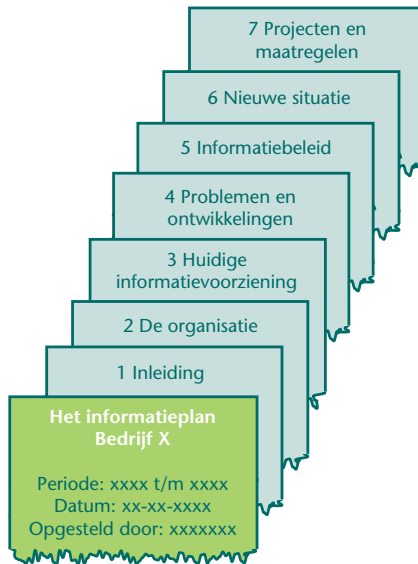 7 Projecten en
maatregelen
6 Nieuwe situatie
5 Informatiebeleid
4 Problemen en
ontwikkelingen
3 Huidige
informatievoorziening
2 De organisatie
1 Inleiding
Het informatieplan
Bedrijf X
Periode: xxxx t/m xxxx
Datum: xx-xx-xxxx
Opgesteld door: xxxxxxx